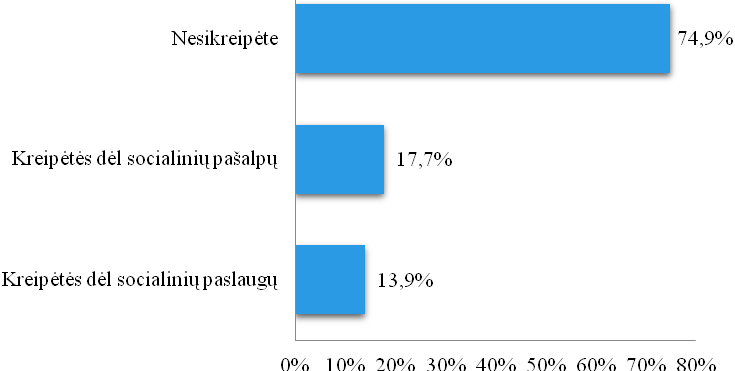 Nesikreipėte 74,9%
Kreipėtės dėl socialinių pašalpų 17,7%
Kreipėtės dėl socialinių paslaugų 13,9%
0% 10% 20% 30% 40% 50% 60% 70% 80%